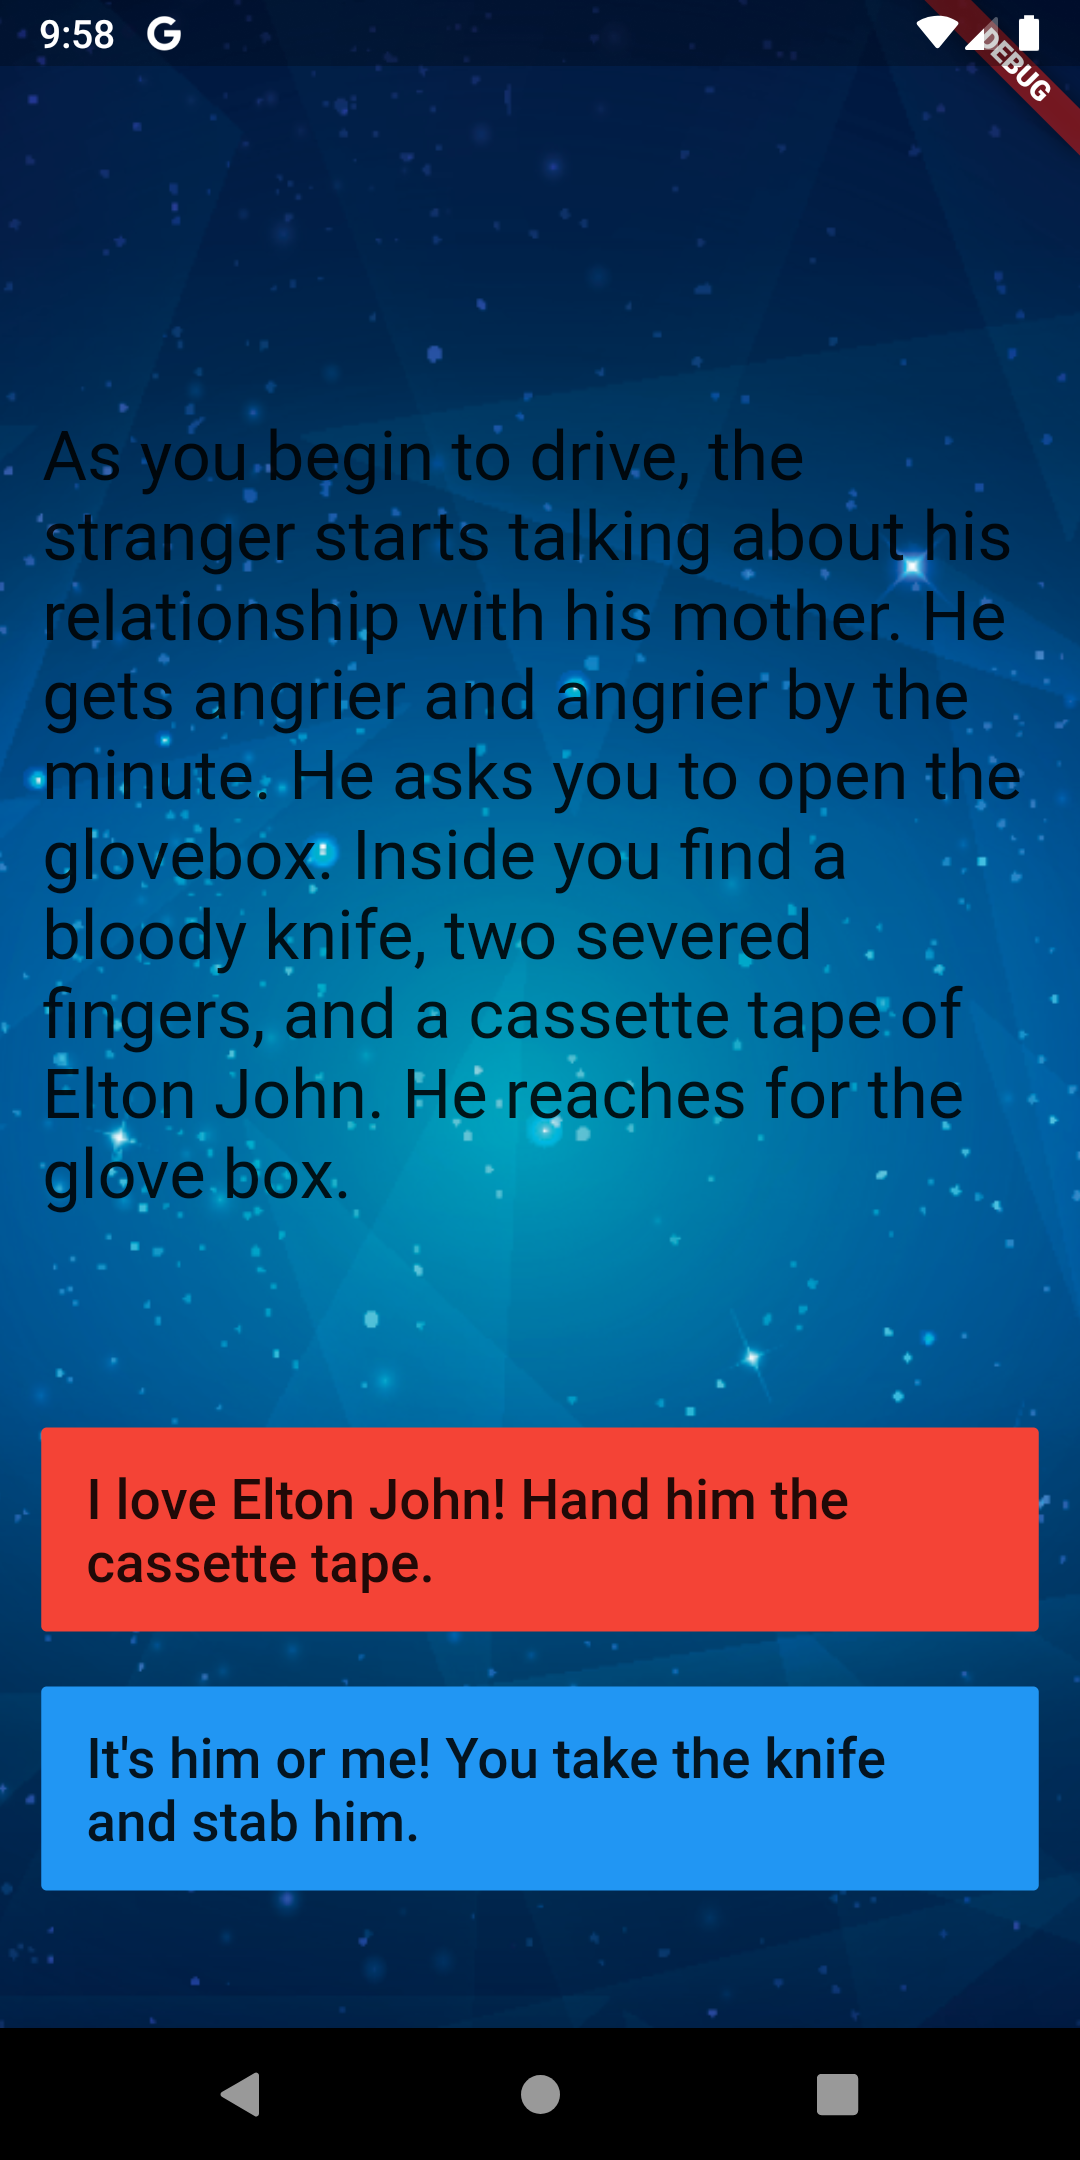 9:58
DEBUG
As you begin to drive, the
stranger starts talking about his
relationship with his mother. He
gets angrier and angrier by the
minute. He asks you to open the
glovebox. Inside you find a
bloody knife, two severed
fingers, and a cassette tape of
Elton John. He reaches for the
glove box.
I love Elton John! Hand him the
cassette tape.
It's him or me! You take the knife
and stab him.